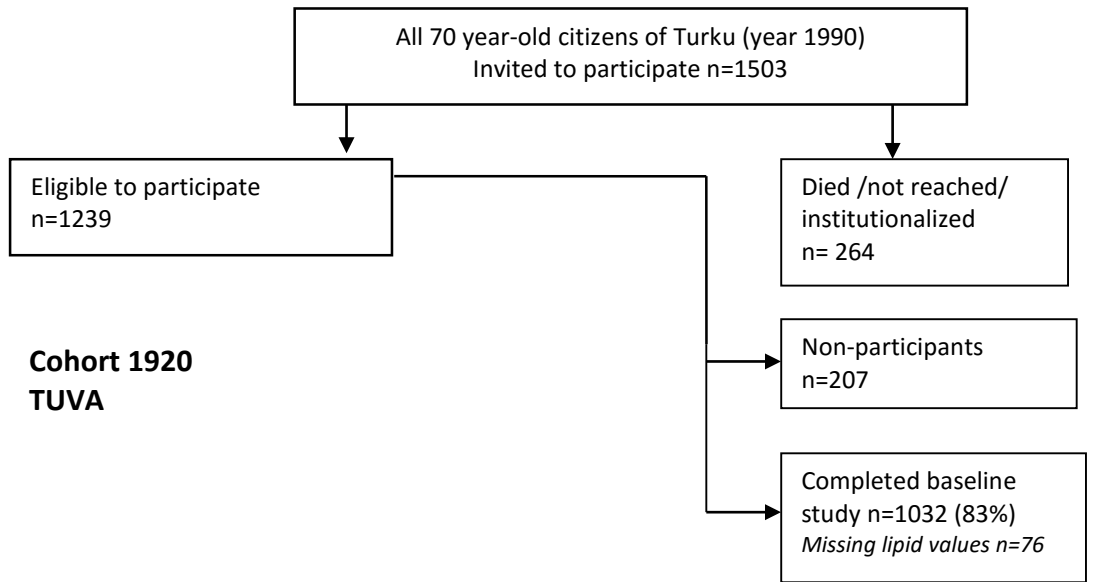 All 70 year-old citizens of Turku (year 1990)
Invited to participate n=1503
Eligible to participate
n=1239
Died /not reached/
institutionalized
n= 264
Cohort 1920
TUVA
Non-participants
n=207
Completed baseline
study n=1032 (83%)
Missing lipid values n=76